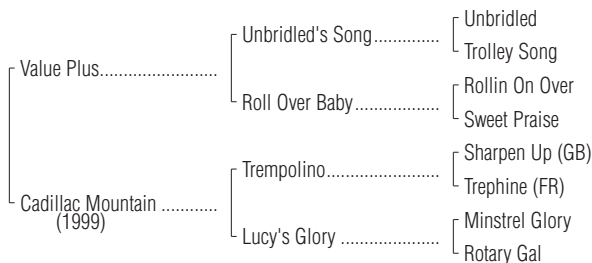 Unbridled
Unbridled's Song..............
Trolley Song
Value Plus........................
Rollin On Over
Roll Over Baby..................
Sweet Praise
Sharpen Up (GB)
Trempolino.......................
Trephine (FR)
Cadillac Mountain ............
(1999)
Minstrel Glory
Lucy's Glory .....................
Rotary Gal